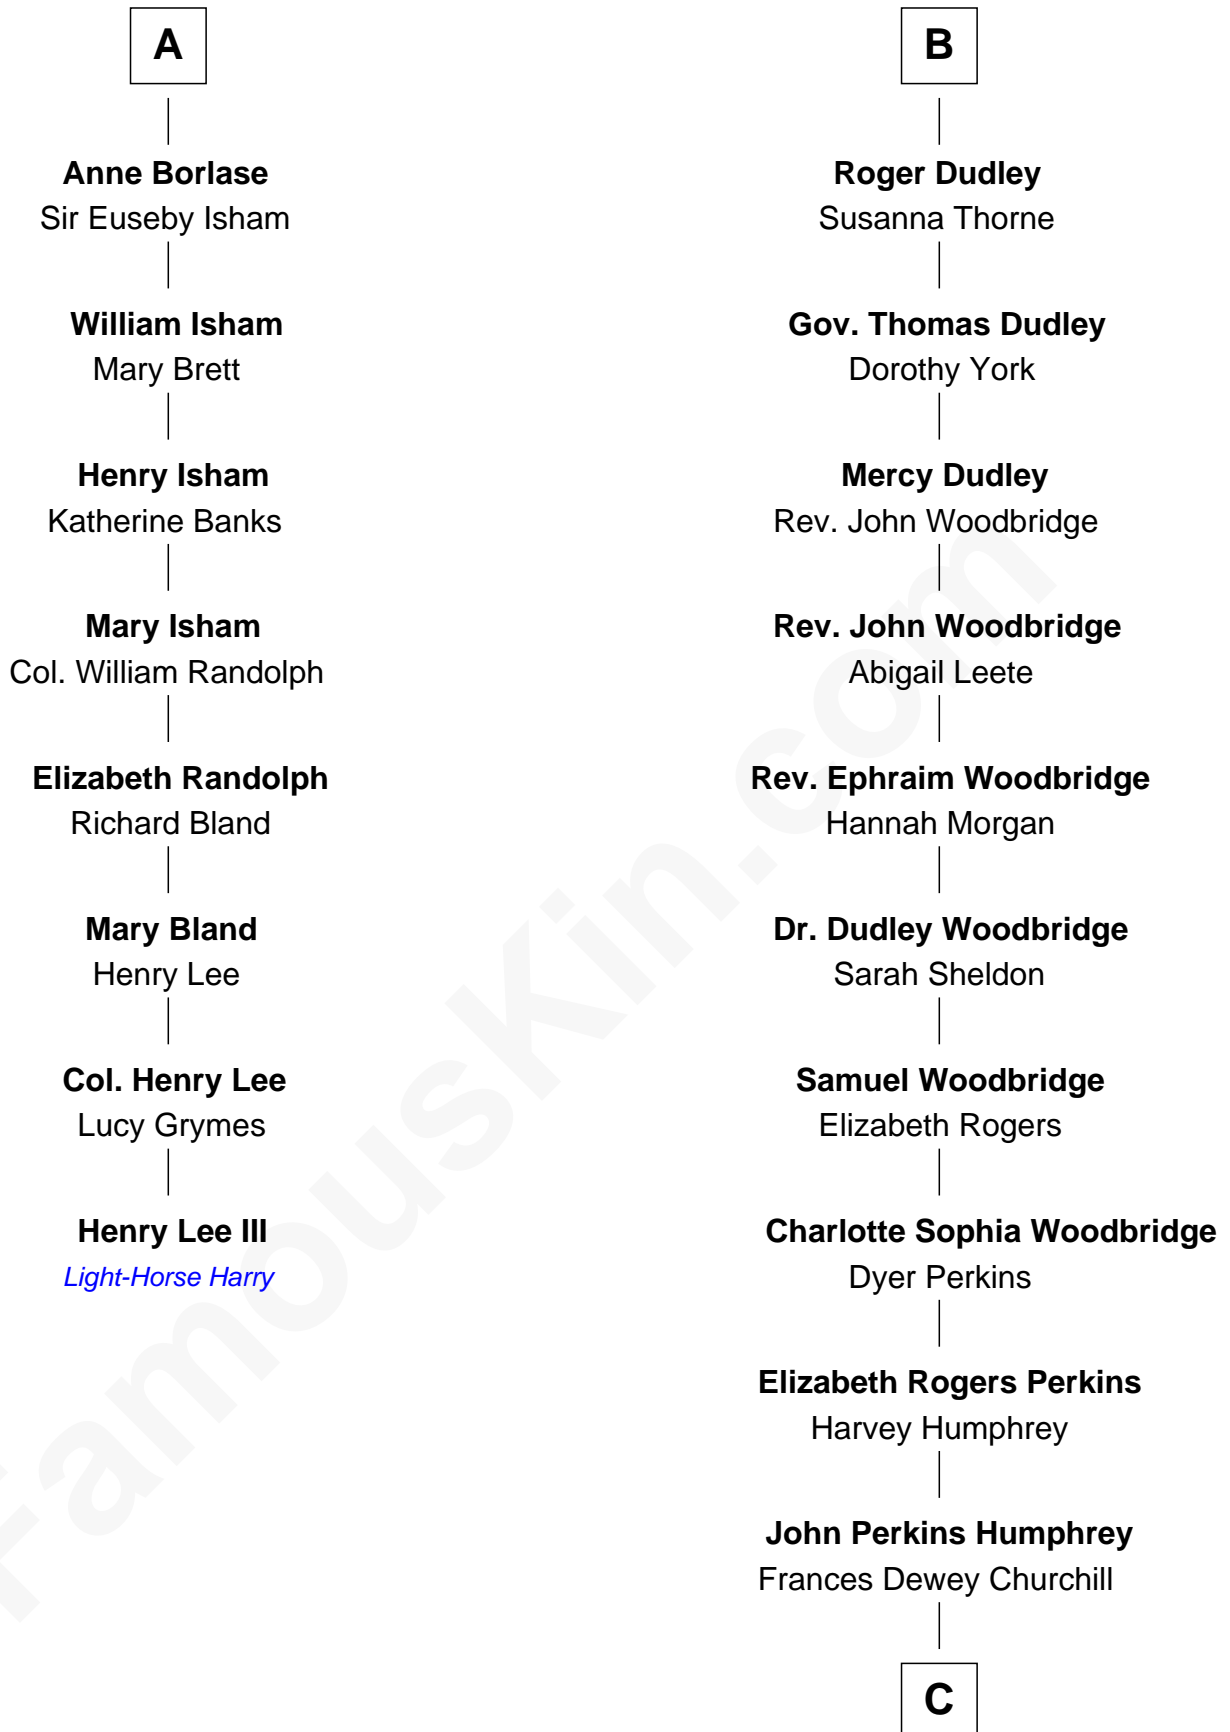 A
Anne Borlase
Sir Euseby Isham
William Isham
Mary Brett
Henry Isham
Katherine Banks
Mary Isham
Col. William Randolph
Elizabeth Randolph
Richard Bland
Mary Bland
Henry Lee
Col. Henry Lee
Lucy Grymes
Henry Lee III
Light-Horse Harry
B
Roger Dudley
Susanna Thorne
Gov. Thomas Dudley
Dorothy York
Mercy Dudley
Rev. John Woodbridge
Rev. John Woodbridge
Abigail Leete
Rev. Ephraim Woodbridge
Hannah Morgan
Dr. Dudley Woodbridge
Sarah Sheldon
Samuel Woodbridge
Elizabeth Rogers
Charlotte Sophia Woodbridge
Dyer Perkins
Elizabeth Rogers Perkins
Harvey Humphrey
John Perkins Humphrey
Frances Dewey Churchill
C
FamousKin.com